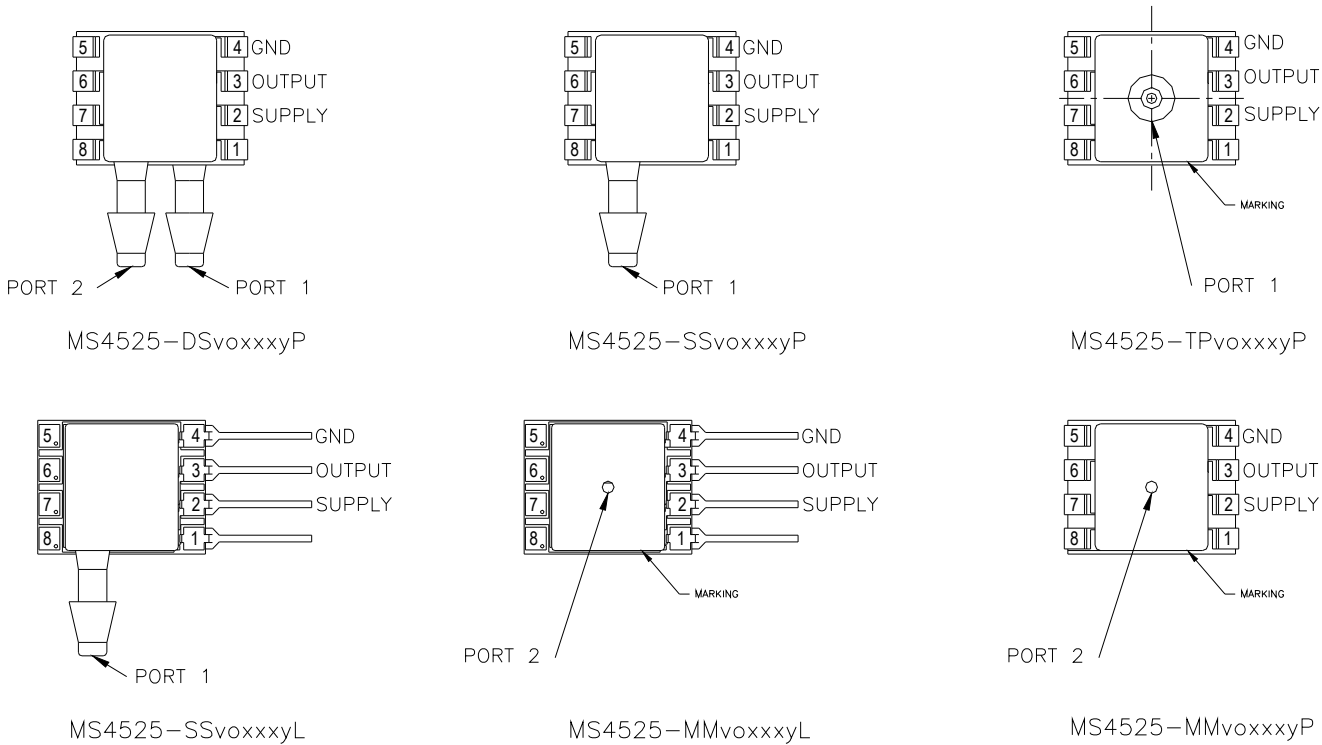 5 4 GND
6 3 OUTPUT
7 2 SUPPLY
8 1
PORT 2
PORT 1
MS4525-DSvoxxxyP
5 4 GND
6 3 OUTPUT
7 2 SUPPLY
8 1
PORT 1
MS4525-SSvoxxxyP
5 4 GND
6 3 OUTPUT
7 2 SUPPLY
8 1
MARKING
PORT 1
MS4525-TPvoxxxyP
5 4 GND
6 3 OUTPUT
7 2 SUPPLY
8 1
PORT 1
MS4525-SSvoxxxyL
5 4 GND
6 3 OUTPUT
7 2 SUPPLY
8 1
MARKING
PORT 2
MS4525-MMvoxxxyL
5 4 GND
6 3 OUTPUT
7 2 SUPPLY
8 1
MARKING
PORT 2
MS4525-MMvoxxxyP